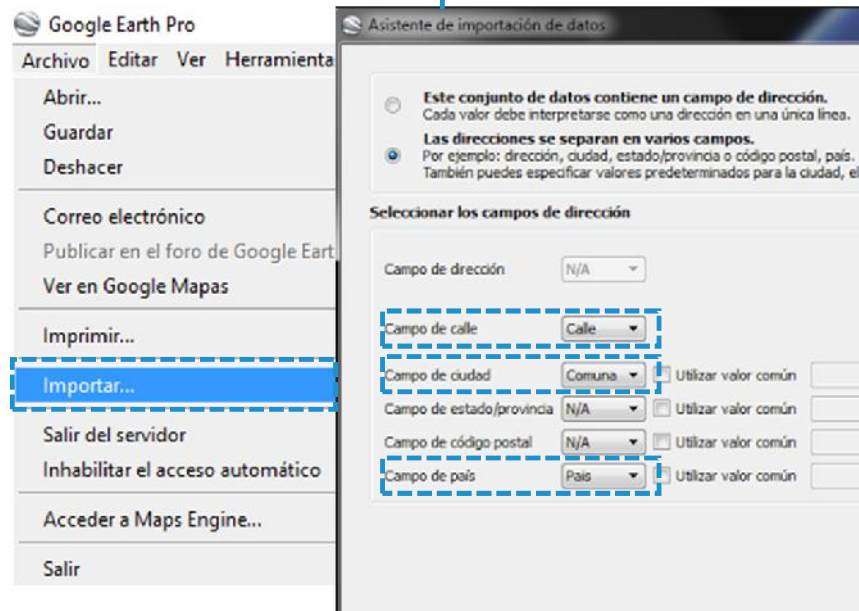 Google Earth Pro
Archivo Editar Ver Herramienta
Abrir...
Guardar
Deshacer
Correo electrónico
Publicar en el foro de Google Eart
Ver en Google Mapas
Imprimir...
Importar...
Salir del servidor
Inhabilitar el acceso automático
Acceder a Maps Engine...
Salir
Asistente de importación de datos
Este conjunto de datos contiene un campo de dirección.
Cada valor debe interpretarse como una dirección en una única línea.
Las direcciones se separan en varios campos.
Por ejemplo: dirección, ciudad, estado/provincia o código postal, país.
También puedes especificar valores predeterminados para la ciudad, el
Seleccionar los campos de dirección
Campo de dirección N/A
Campo de calle Calle
Campo de ciudad Comuna Utilizar valor común
Campo de estado/provincia N/A Utilizar valor común
Campo de código postal N/A Utilizar valor común
Campo de país Pais Utilizar valor común